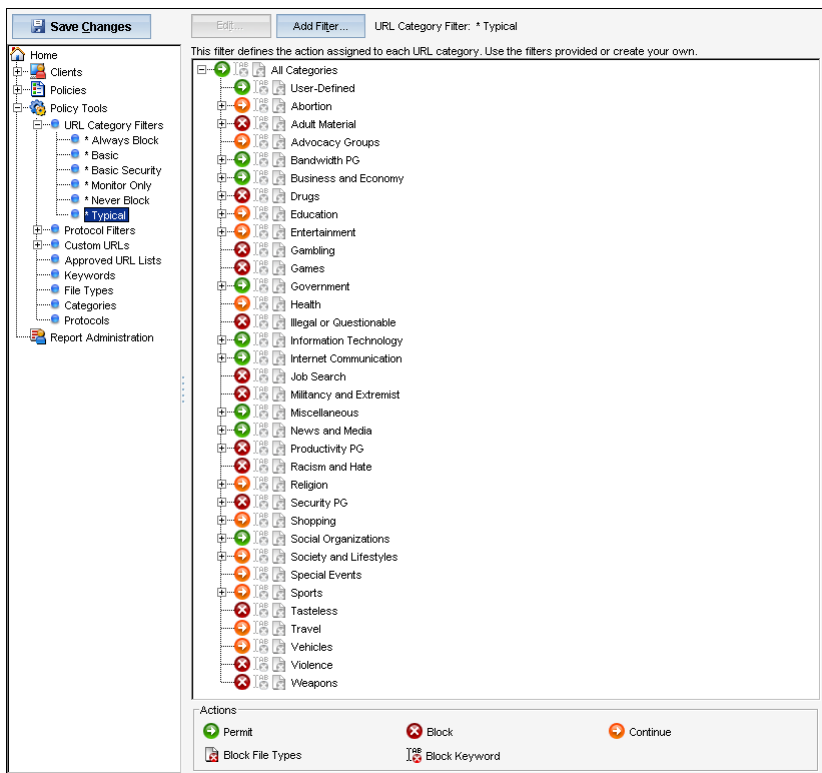 Save Changes
Edit...
Add Filter...
URL Category Filter: * Typical
This filter defines the action assigned to each URL category. Use the filters provided or create your own.
Home
Clients
Policies
Policy Tools
URL Category Filters
* Always Block
* Basic
* Basic Security
* Monitor Only
* Never Block
* Typical
Protocol Filters
Custom URLs
Approved URL Lists
Keywords
File Types
Categories
Protocols
Report Administration
All Categories
User-Defined
Abortion
Adult Material
Advocacy Groups
Bandwidth PG
Business and Economy
Drugs
Education
Entertainment
Gambling
Games
Government
Health
Illegal or Questionable
Information Technology
Internet Communication
Job Search
Militancy and Extremist
Miscellaneous
News and Media
Productivity PG
Racism and Hate
Religion
Security PG
Shopping
Social Organizations
Society and Lifestyles
Special Events
Sports
Tasteless
Travel
Vehicles
Violence
Weapons
Actions
Permit
Block
Continue
Block File Types
Block Keyword